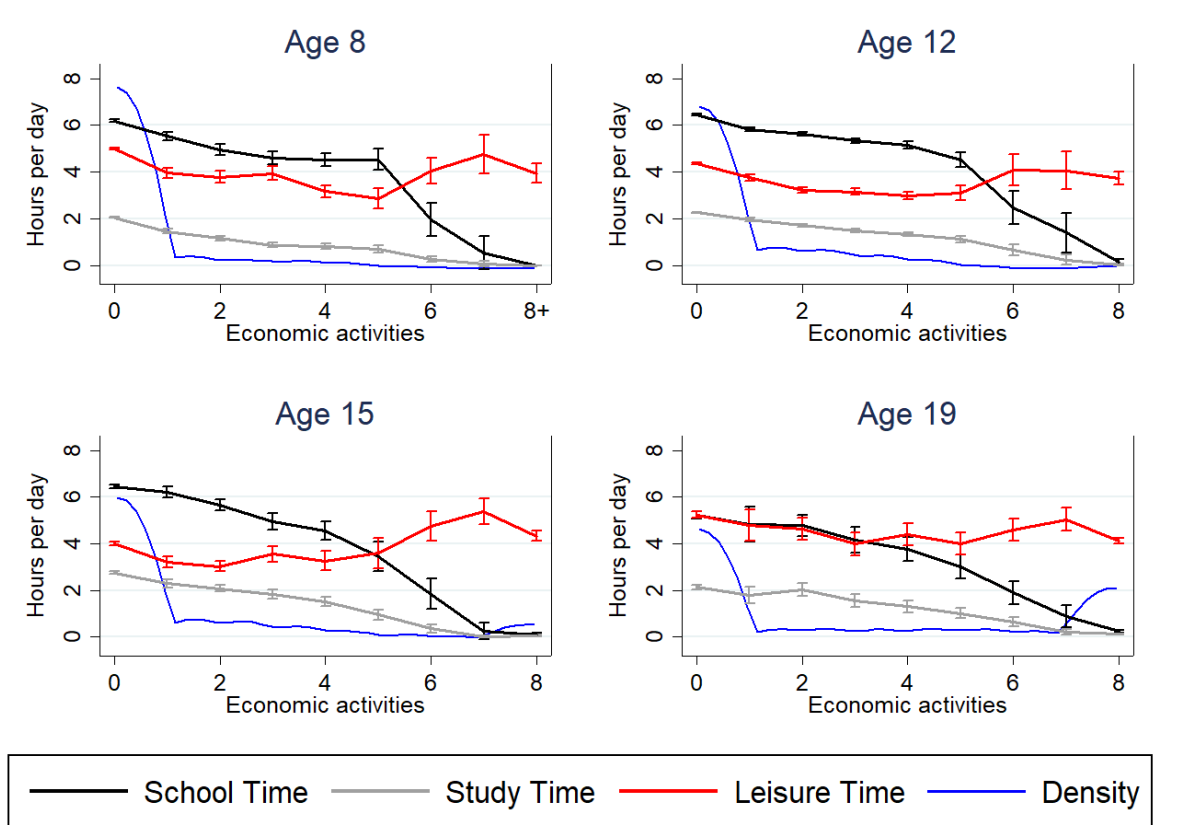 Age 8
Hours per day
8
6
4
2
0
0 2 4 6 8+
Economic activities
Age 12
Hours per day
8
6
4
2
0
0 2 4 6 8
Economic activities
Age 15
Hours per day
8
6
4
2
0
0 2 4 6 8
Economic activities
Age 19
Hours per day
8
6
4
2
0
0 2 4 6 8
Economic activities
School Time Study Time Leisure Time Density